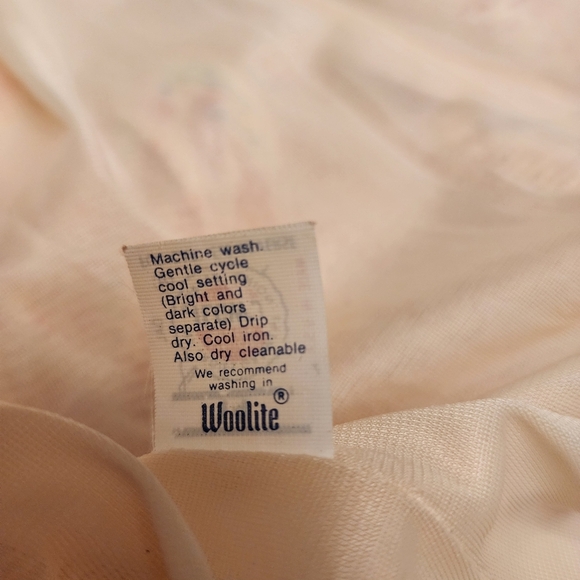 Machine wash.
Gentle cycle
cool setting
(Bright and
dark colors
separate) Drip
dry. Cool iron.
Also dry cleanable
We recommend
washing in
Woolite®